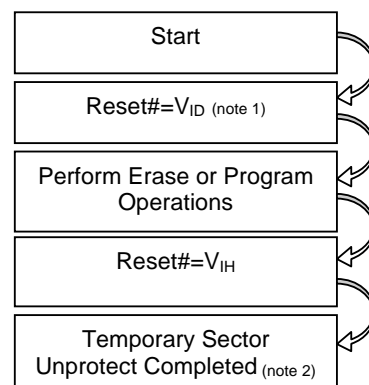 Start
Reset#=VID (note 1)
Perform Erase or Program
Operations
Reset#=VIH
Temporary Sector
Unprotect Completed (note 2)